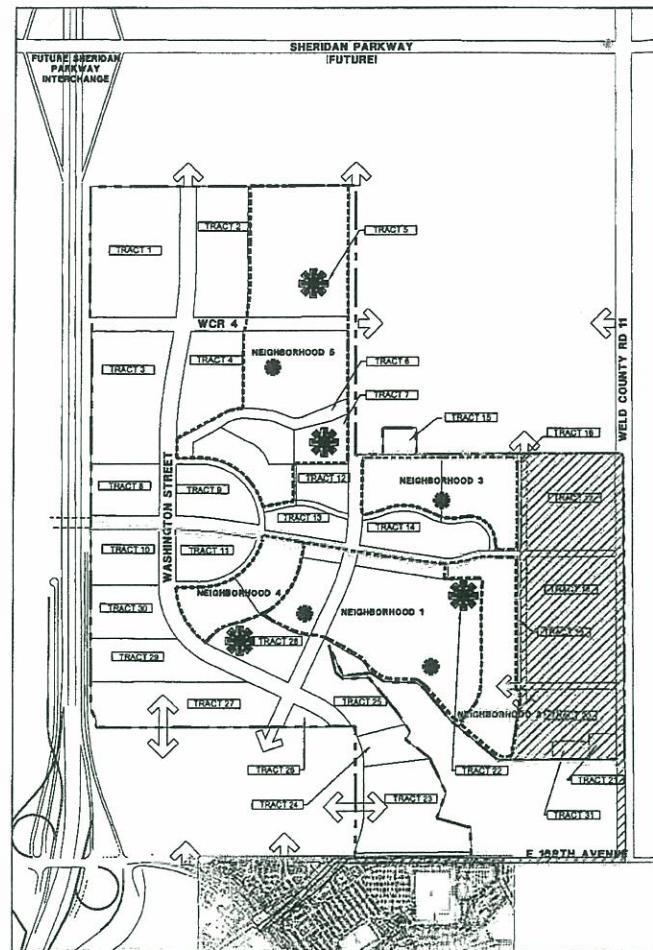 SHERIDAN PARKWAY
(FUTURE)
FUTURE SHERIDAN
PARKWAY
INTERCHANGE
TRACT 1
TRACT 2
TRACT 5
WCR 4
WELD COUNTY RD 11
TRACT 3
TRACT 4
NEIGHBORHOOD 5
TRACT 6
TRACT 7
TRACT 15
TRACT 16
TRACT 8
TRACT 9
TRACT 12
NEIGHBORHOOD 3
WASHINGTON STREET
TRACT 13
TRACT 14
TRACT 10
TRACT 11
NEIGHBORHOOD 4
NEIGHBORHOOD 1
TRACT 30
TRACT 28
TRACT 29
TRACT 27
TRACT 25
TRACT 20
TRACT 26
TRACT 22
TRACT 21
TRACT 24
TRACT 23
TRACT 31